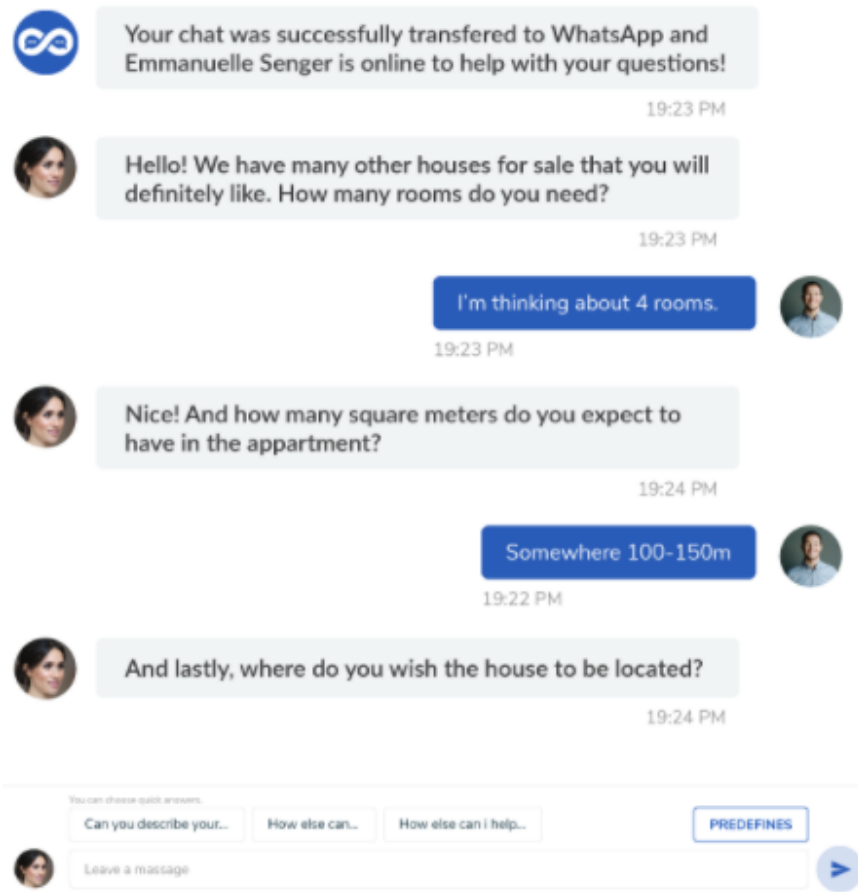 Your chat was successfully transfered to WhatsApp and
Emmanuelle Senger is online to help with your questions!
19:23 PM
Hello! We have many other houses for sale that you will
definitely like. How many rooms do you need?
19:23 PM
I'm thinking about 4 rooms.
19:23 PM
Nice! And how many square meters do you expect to
have in the appartment?
19:24 PM
Somewhere 100-150m
19:22 PM
And lastly, where do you wish the house to be located?
19:24 PM
You can choose quick answers.
Can you describe your...
How else can...
How else can i help...
PREDEFINES
Leave a massage